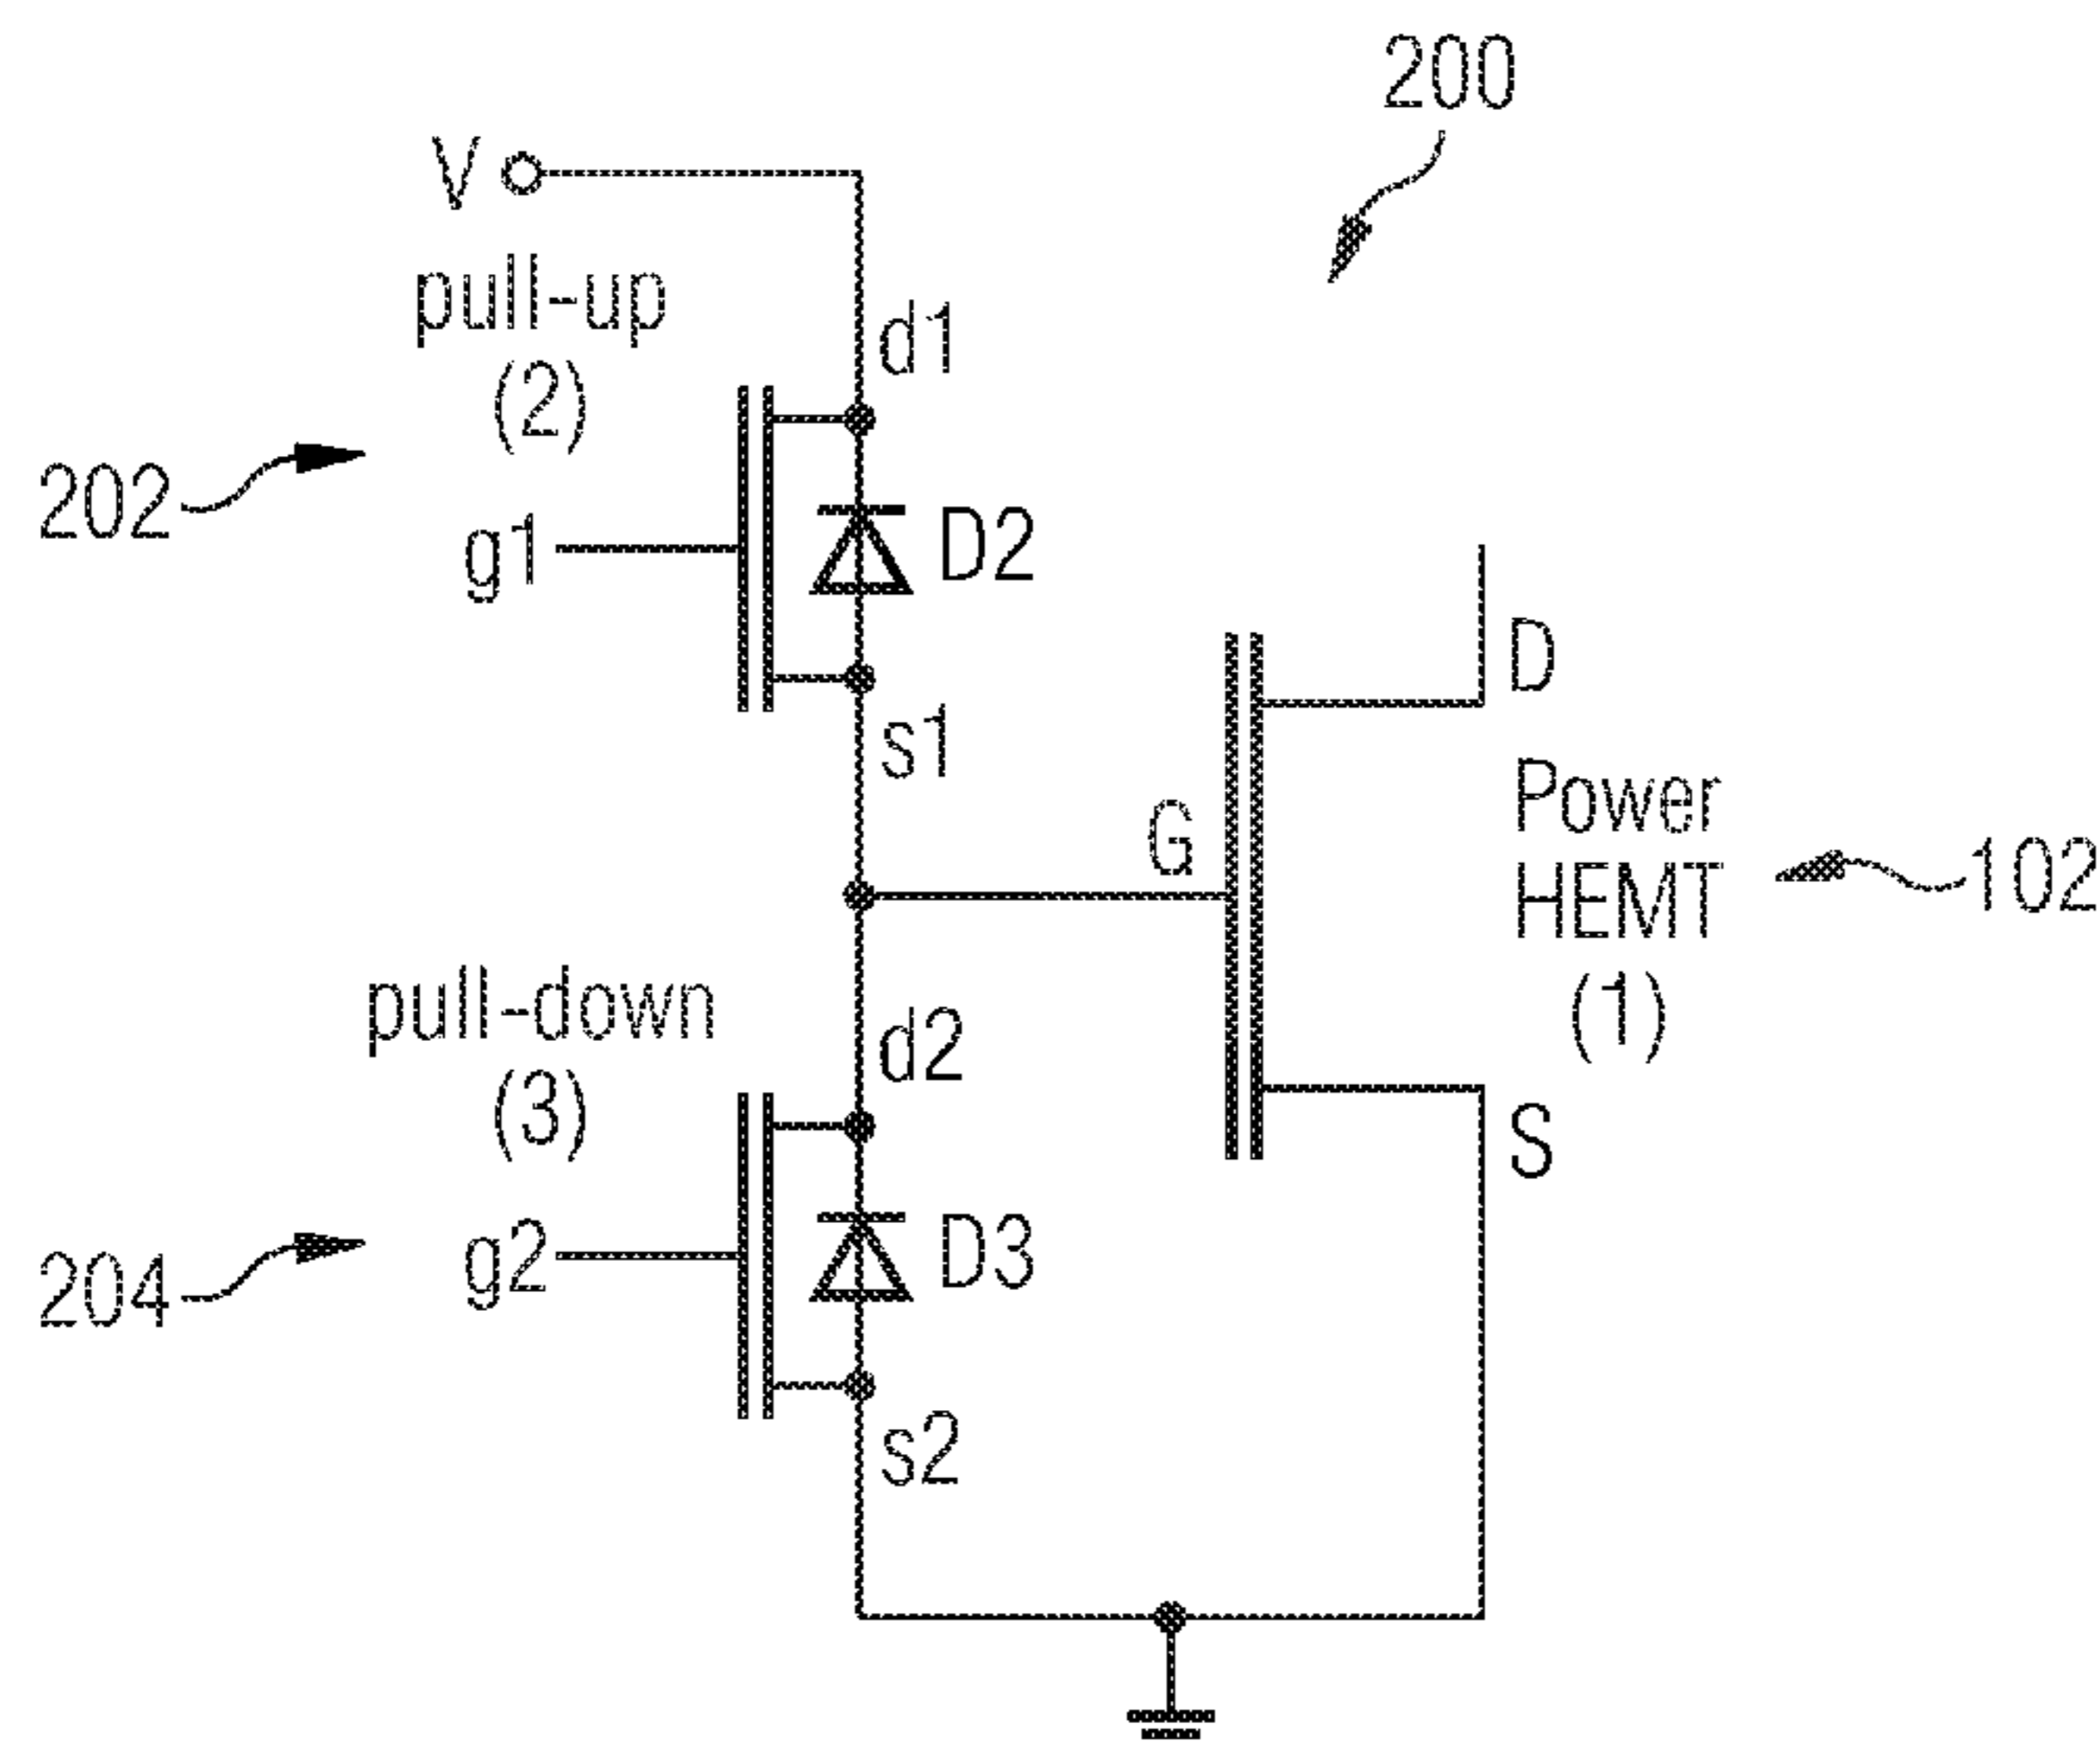 200
V
pull-up
(2)
d1
202
g1
D2
D
s1
Power
HEMT
(1)
G
102
pull-down
(3)
d2
S
204
g2
D3
s2